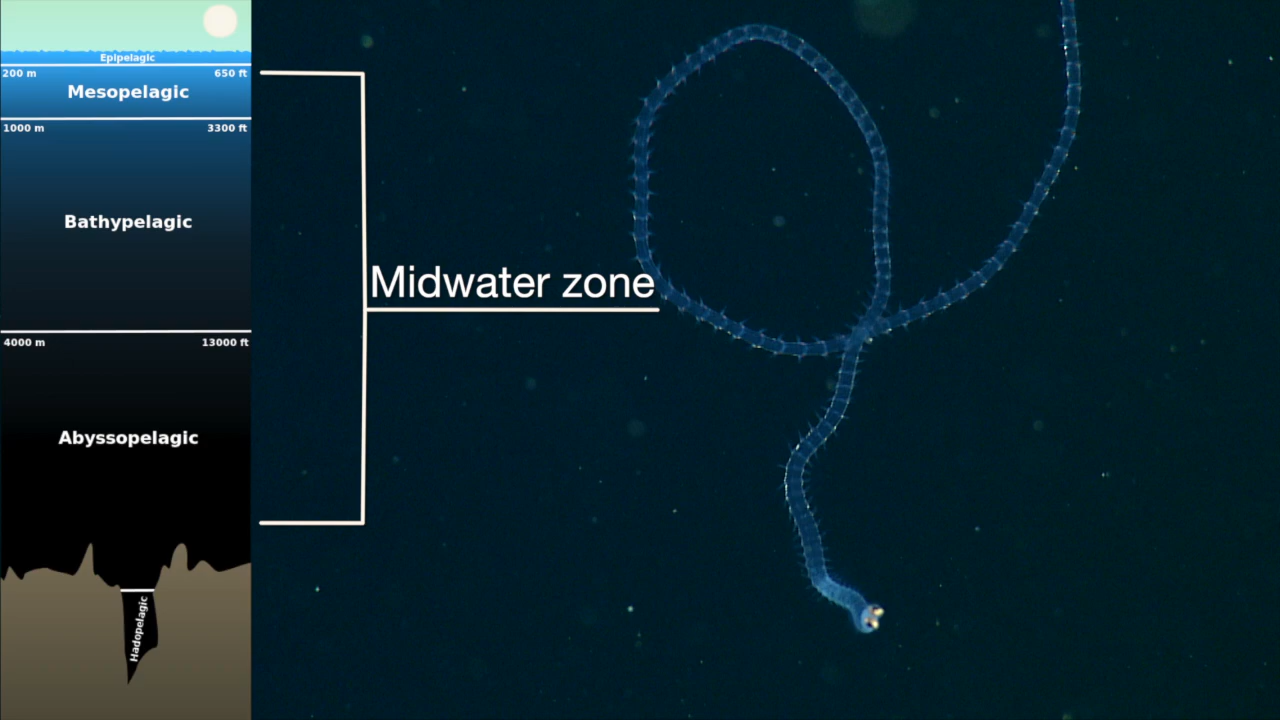 Epipelagic
200 m 650 ft
Mesopelagic
1000 m 3300 ft
Bathypelagic
Midwater zone
4000 m 13000 ft
Abyssopelagic
Hadopelagic